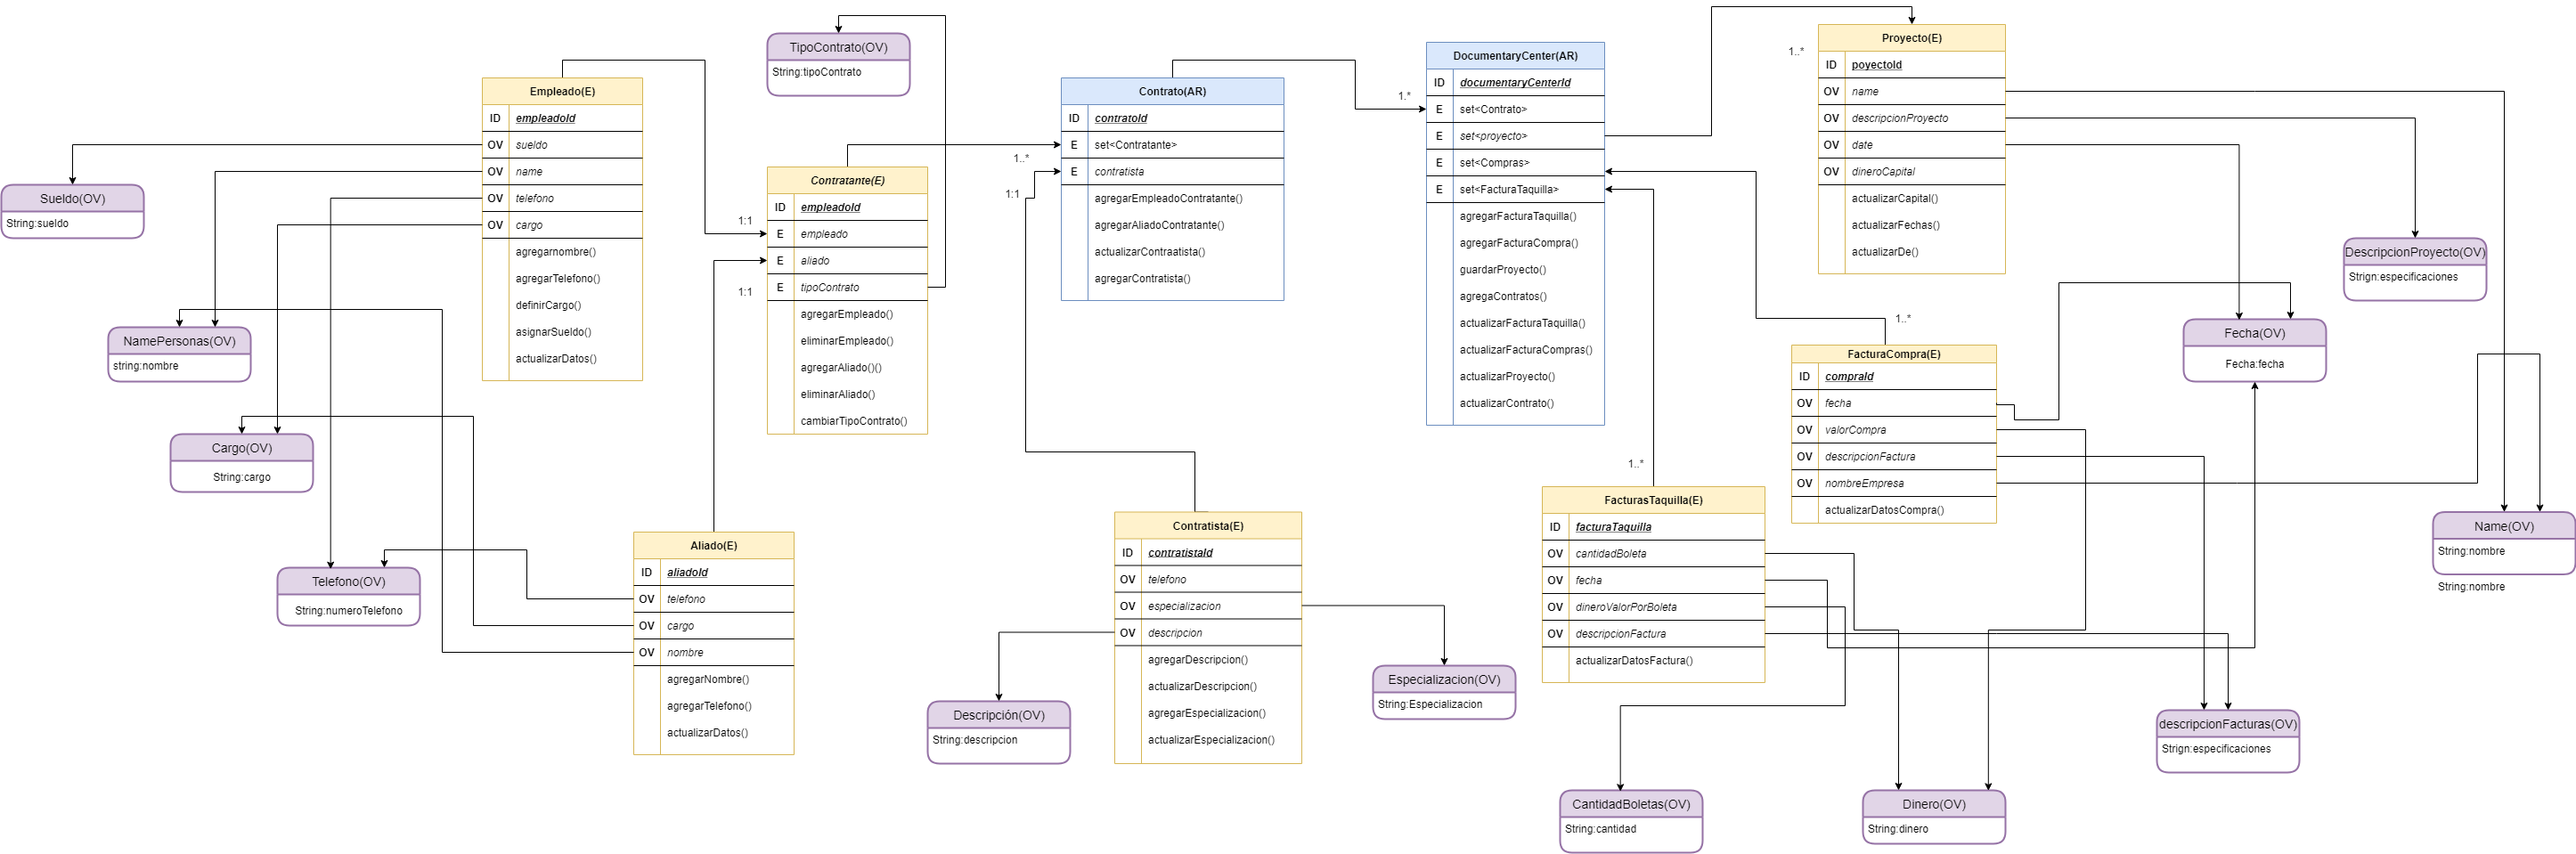 TipoContrato(OV)
String:tipoContrato
Empleado(E)
ID empleadoId
OV sueldo
OV name
OV telefono
OV cargo
agregarnombre()
agregarTelefono()
definirCargo()
asignarSueldo()
actualizarDatos()
Sueldo(OV)
String:sueldo
NamePersonas(OV)
string:nombre
Cargo(OV)
String:cargo
Telefono(OV)
String:numeroTelefono
1:1
1:1
Contratante(E)
ID empleadoId
E empleado
E aliado
E tipoContrato
agregarEmpleado()
eliminarEmpleado()
agregarAliado()()
eliminarAliado()
cambiarTipoContrato()
Aliado(E)
ID aliadoId
OV telefono
OV cargo
OV nombre
agregarNombre()
agregarTelefono()
actualizarDatos()
1..*
1:1
Contrato(AR)
ID contratoId
E set<Contratante>
E contratista
agregarEmpleadoContratante()
agregarAliadoContratante()
actualizarContraatista()
agregarContratista()
Contratista(E)
ID contratistaId
OV telefono
OV especializacion
OV descripcion
agregarDescripcion()
actualizarDescripcion()
agregarEspecializacion()
actualizarEspecializacion()
Descripción(OV)
String:descripcion
Especializacion(OV)
String:Especializacion
1.*
DocumentaryCenter(AR)
ID documentaryCenterId
E set<Contrato>
E set<proyecto>
E set<Compras>
E set<FacturaTaquilla>
agregarFacturaTaquilla()
agregarFacturaCompra()
guardarProyecto()
agregaContratos()
actualizarFacturaTaquilla()
actualizarFacturaCompras()
actualizarProyecto()
actualizarContrato()
1..*
Proyecto(E)
ID poyectoId
OV name
OV descripcionProyecto
OV date
OV dineroCapital
actualizarCapital()
actualizarFechas()
actualizarDe()
1..*
FacturaCompra(E)
ID compraId
OV fecha
OV valorCompra
OV descripcionFactura
OV nombreEmpresa
actualizarDatosCompra()
1..*
FacturasTaquilla(E)
ID facturaTaquilla
OV cantidadBoleta
OV fecha
OV dineroValorPorBoleta
OV descripcionFactura
actualizarDatosFactura()
DescripcionProyecto(OV)
Strign:especificaciones
Fecha(OV)
Fecha:fecha
Name(OV)
String:nombre
String:nombre
descripcionFacturas(OV)
Strign:especificaciones
CantidadBoletas(OV)
String:cantidad
Dinero(OV)
String:dinero